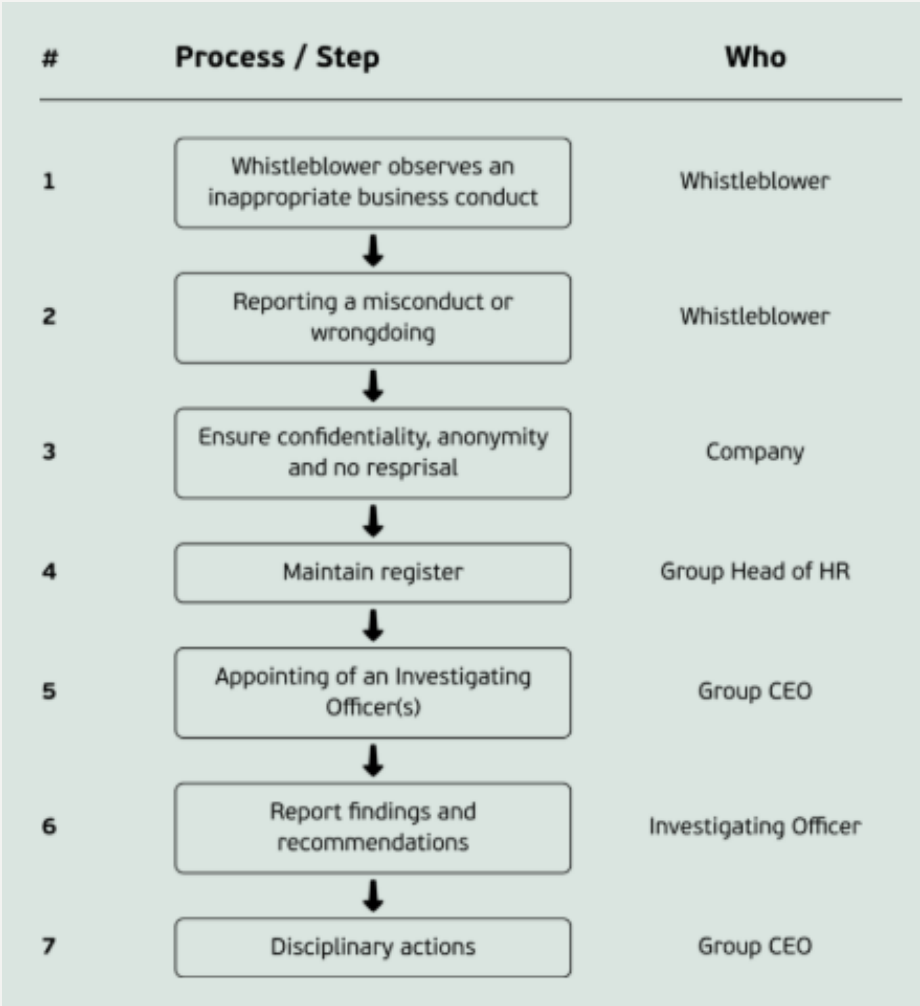 # Process / Step Who
1 Whistleblower observes an
inappropriate business conduct Whistleblower
2 Reporting a misconduct or
wrongdoing Whistleblower
3 Ensure confidentiality, anonymity
and no resprisal Company
4 Maintain register Group Head of HR
5 Appointing of an Investigating
Officer(s) Group CEO
6 Report findings and
recommendations Investigating Officer
7 Disciplinary actions Group CEO